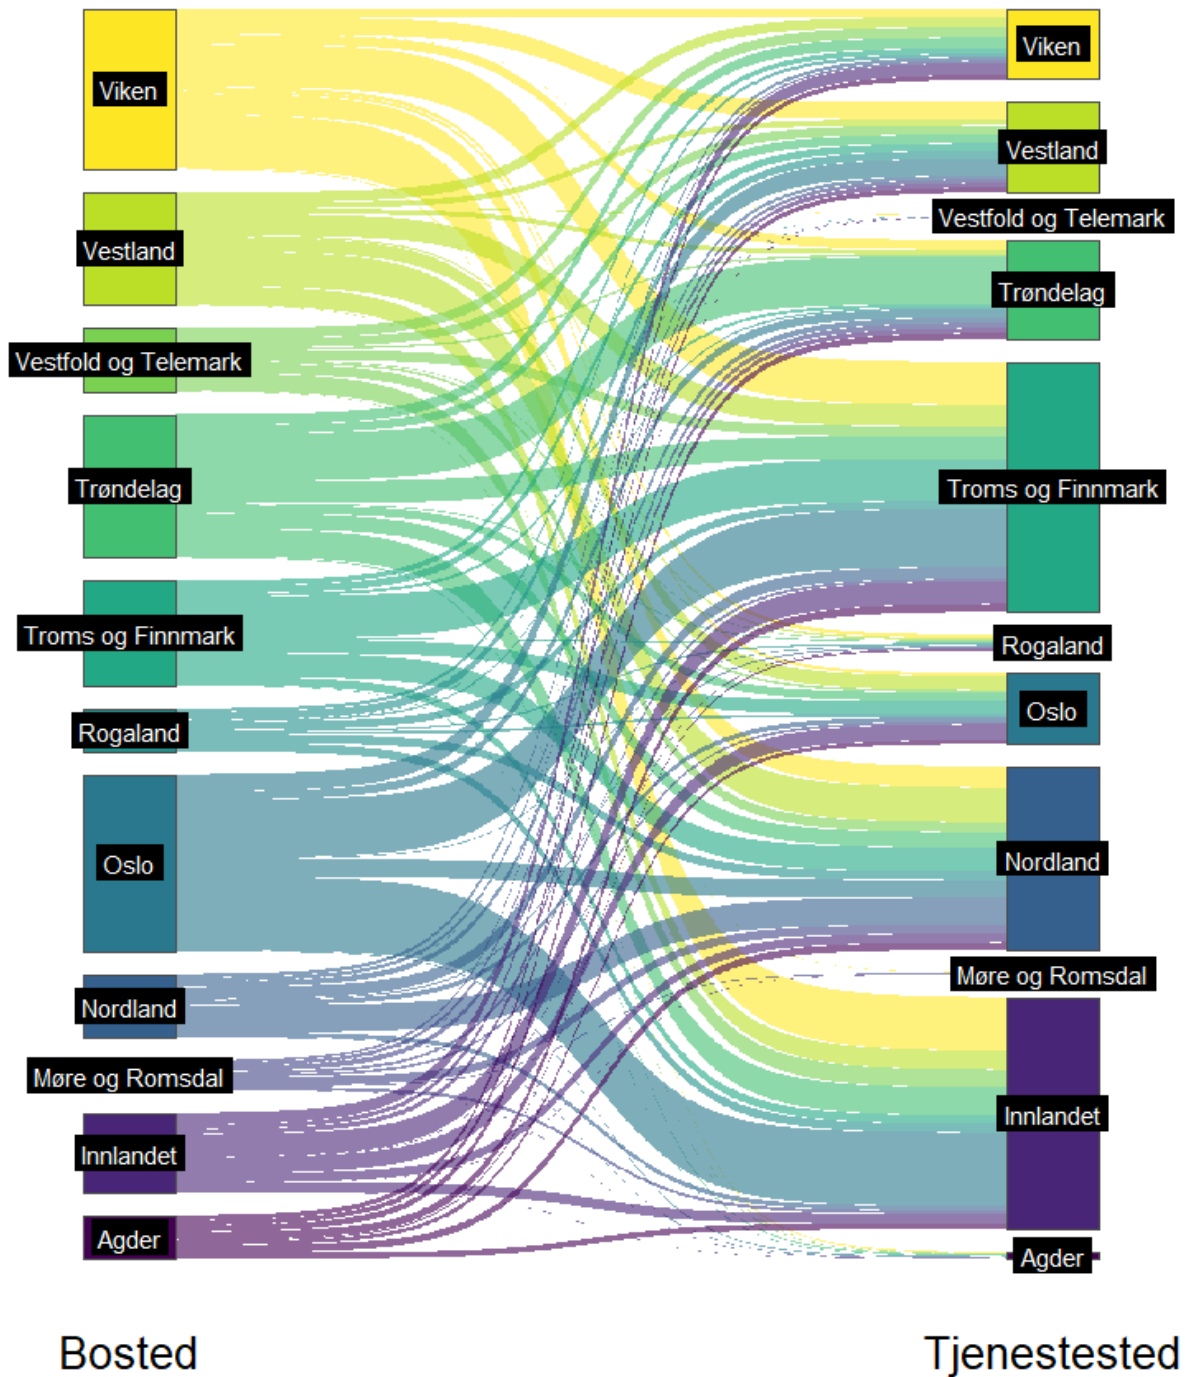 Viken
Vestland
Vestfold og Telemark
Trøndelag
Troms og Finnmark
Rogaland
Oslo
Nordland
Møre og Romsdal
Innlandet
Agder
Viken
Vestland
Vestfold og Telemark
Trøndelag
Troms og Finnmark
Rogaland
Oslo
Nordland
Møre og Romsdal
Innlandet
Agder
Bosted
Tjenestested